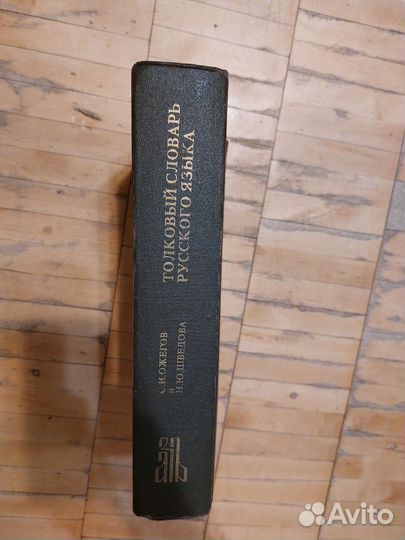 ТОЛКОВЫЙ СЛОВАРЬ
РУССКОГО ЯЗЫКА
С.И.ОЖЕГОВ
и
Н.Ю.ШВЕДОВА
Avito